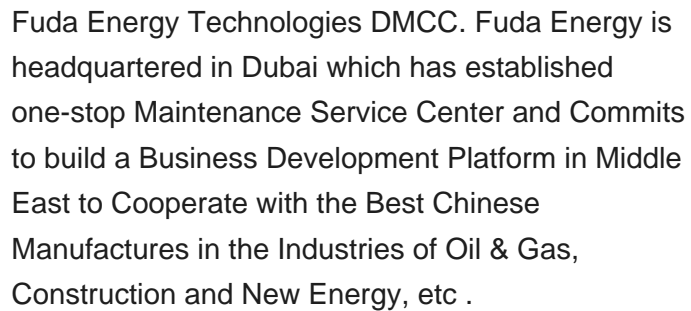 Fuda Energy Technologies DMCC. Fuda Energy is
headquartered in Dubai which has established
one-stop Maintenance Service Center and Commits
to build a Business Development Platform in Middle
East to Cooperate with the Best Chinese
Manufactures in the Industries of Oil & Gas,
Construction and New Energy, etc .